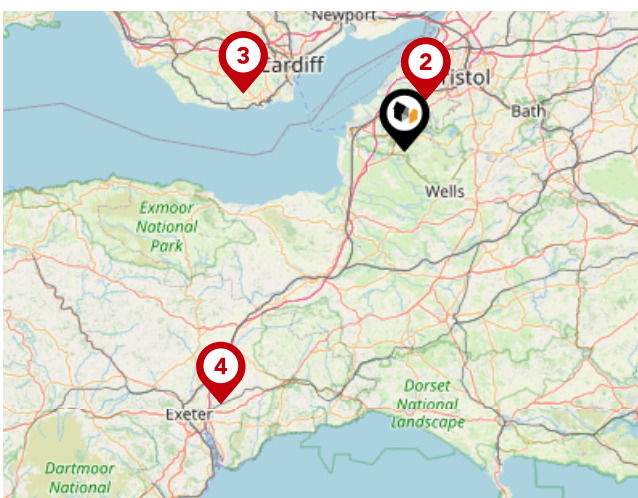 Newport
3
Cardiff
2
Bristol
Bath
Wells
Exmoor
National
Park
4
Exeter
Dorset
National
Landscape
Dartmoor
National